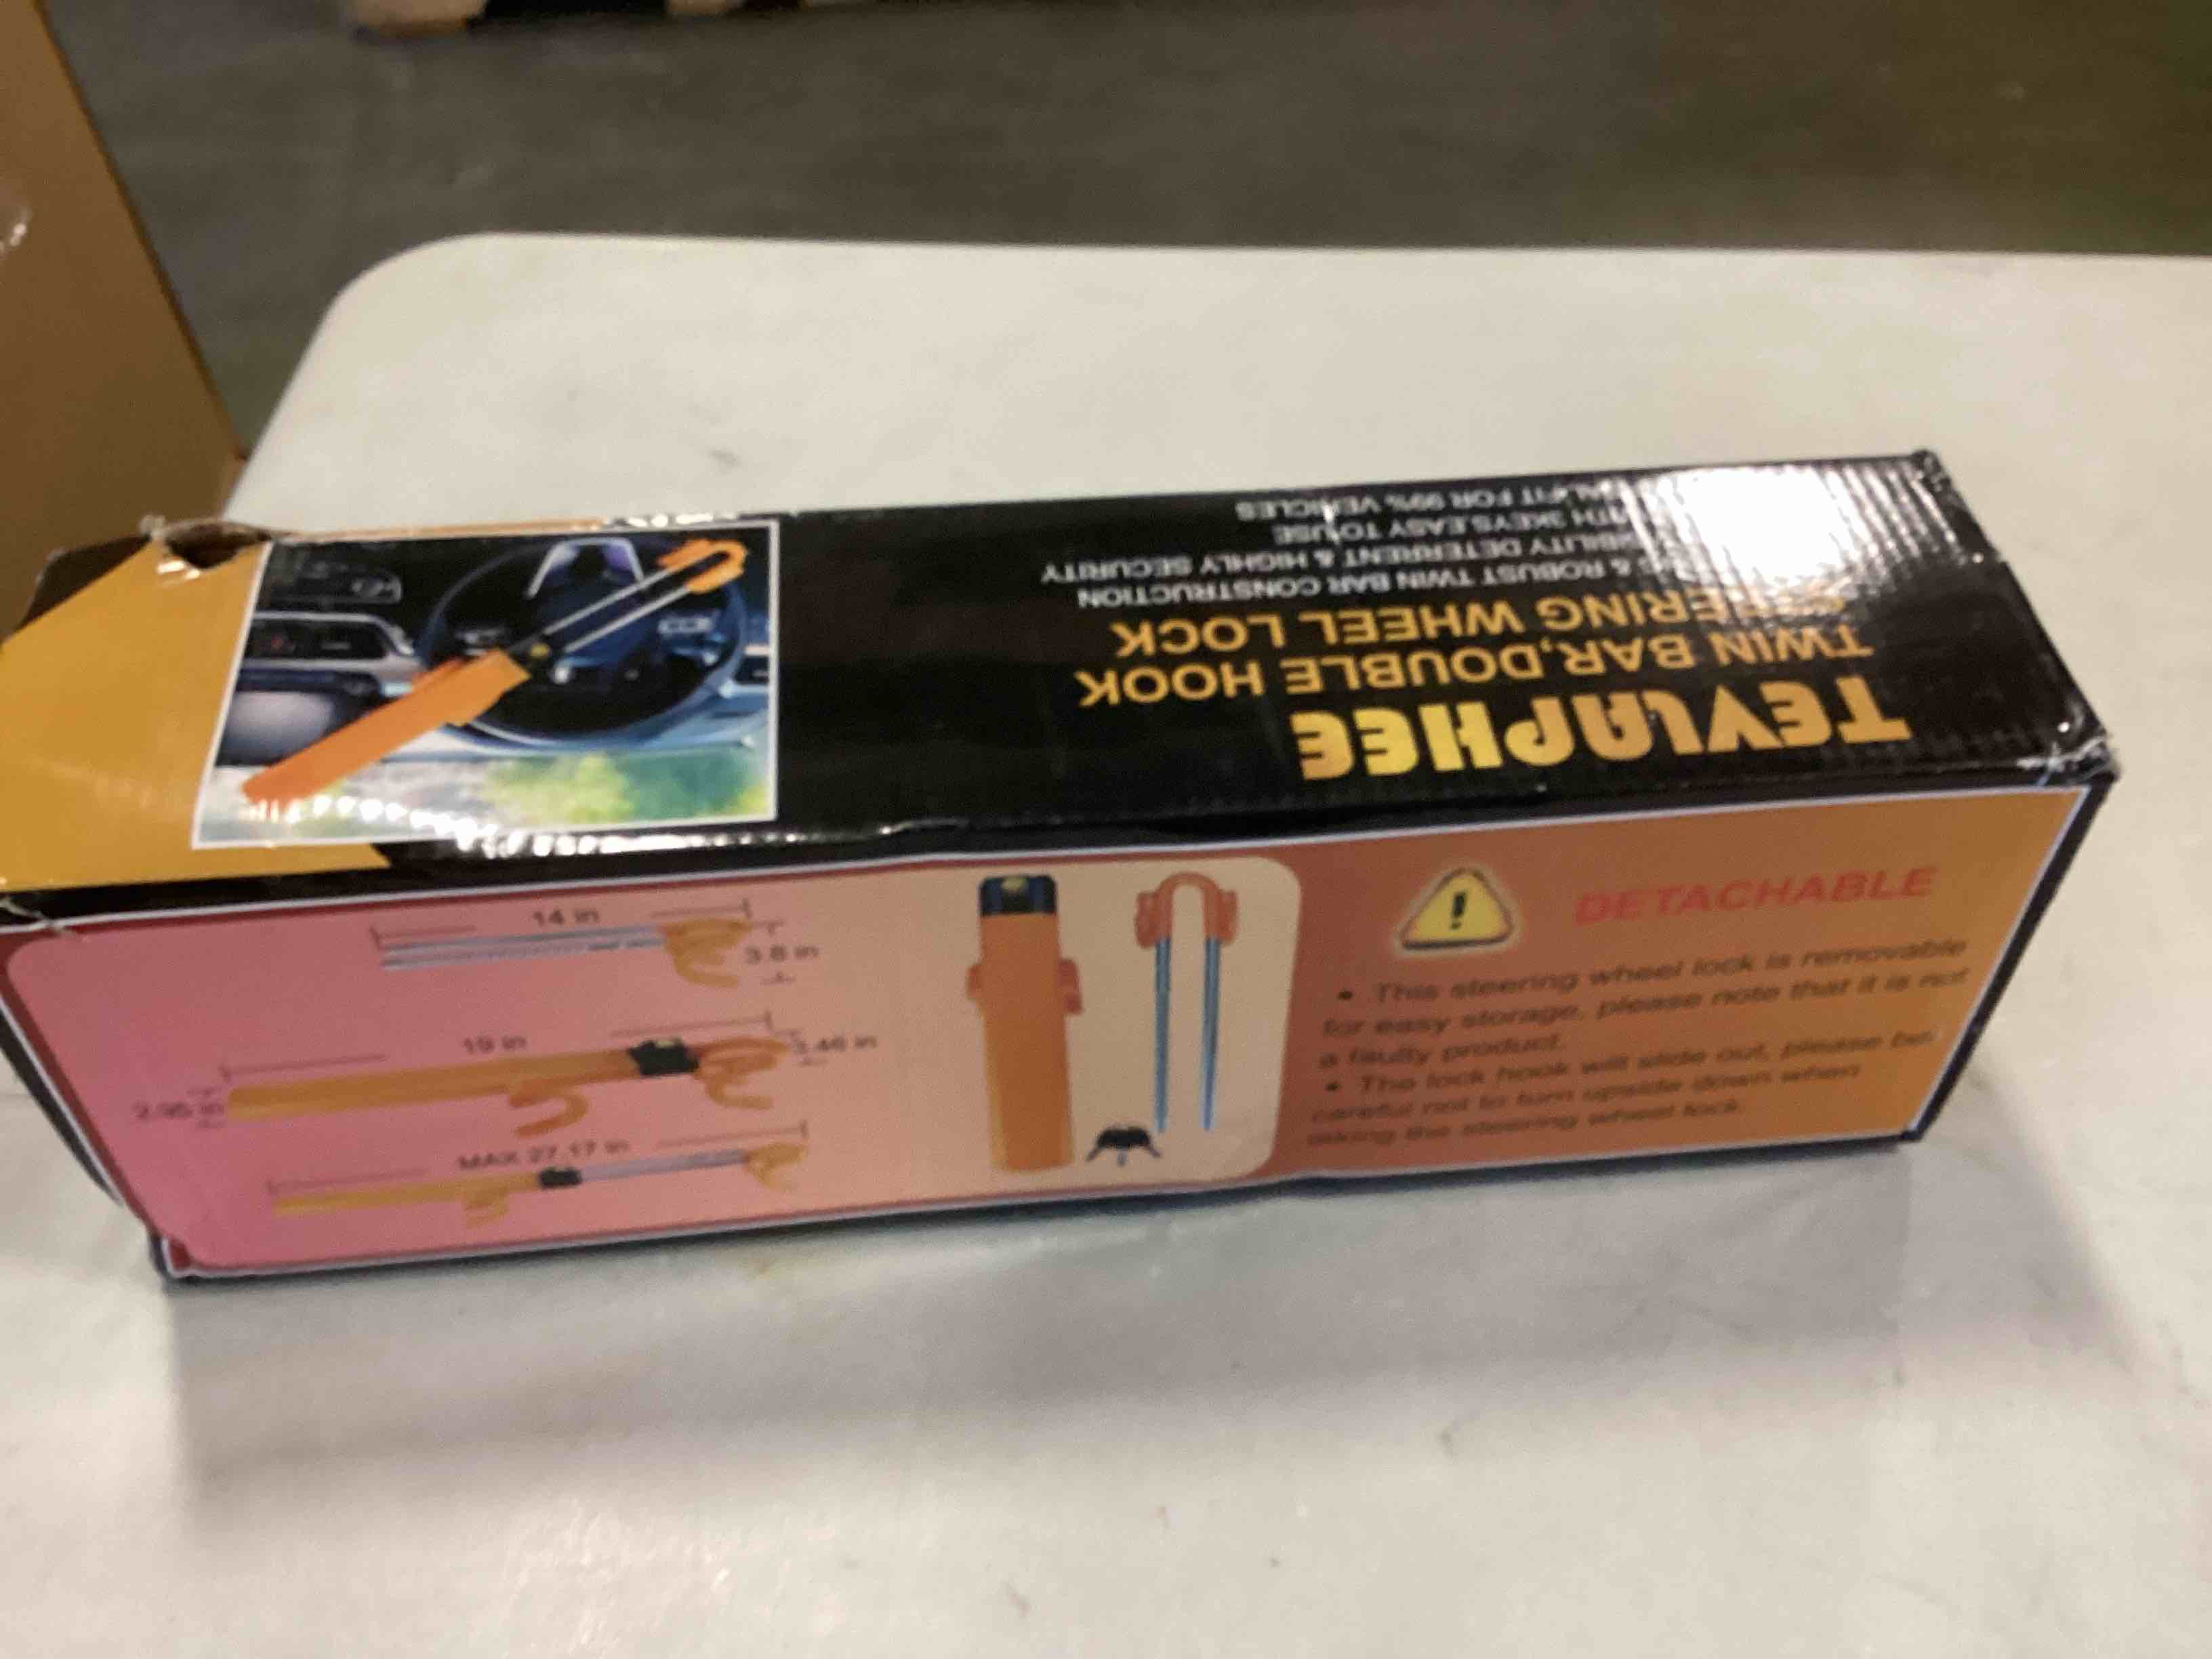 TEVLAPHEE
TWIN BAR,DOUBLE HOOK
STEERING WHEEL LOCK
& ROBUST TWIN BAR CONSTRUCTION
DETERRENT & HIGHLY SECURITY
3KEYS,EASY TO USE
FIT FOR 99% VEHICLES
14 in
3.8 in
19 in
3.46 in
2.95 in
MAX 27.17 in
DETACHABLE
• This steering wheel lock is removable
for easy storage, please note that it is not
a faulty product.
• The lock hook will slide out, please be
careful not to turn upside down when
taking the steering wheel lock.